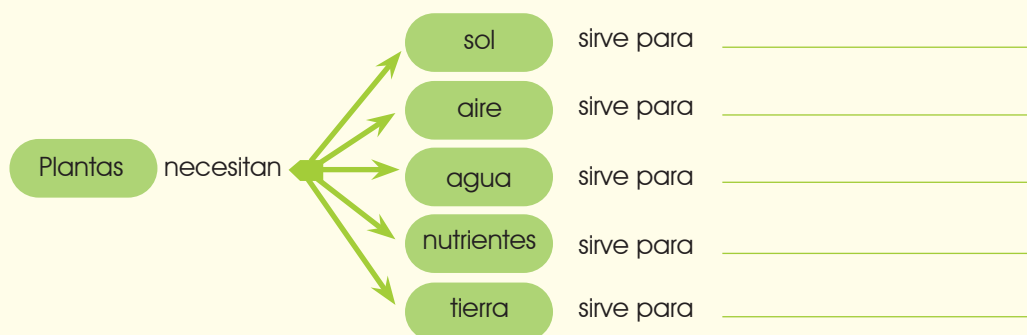 sol sirve para
aire sirve para
Plantas necesitan
agua sirve para
nutrientes sirve para
tierra sirve para